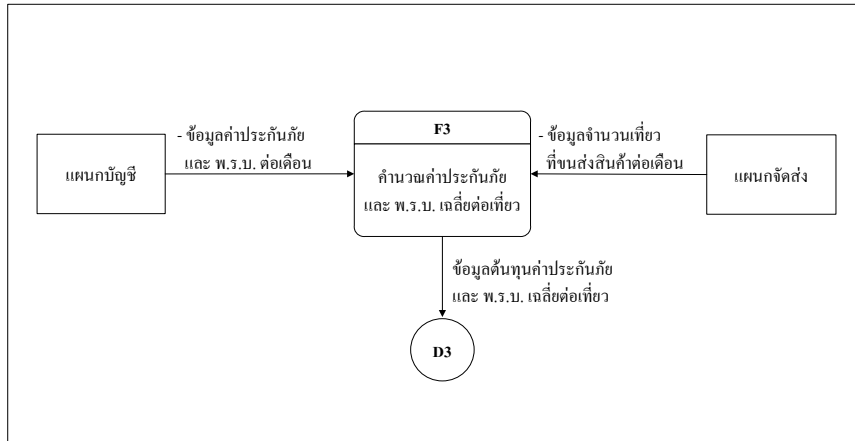 แผนกบัญชี
- ข้อมูลค่าประกันภัย
และ พ.ร.บ. ต่อเดือน
F3
คำนวณค่าประกันภัย
และ พ.ร.บ. เฉลี่ยต่อเที่ยว
- ข้อมูลจำนวนเที่ยว
ที่ขนส่งสินค้าต่อเดือน
แผนกจัดส่ง
ข้อมูลต้นทุนค่าประกันภัย
และ พ.ร.บ. เฉลี่ยต่อเที่ยว
D3